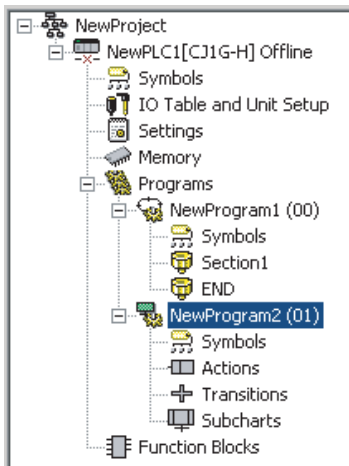 NewProject
NewPLC1[CJ1G-H] Offline
Symbols
IO Table and Unit Setup
Settings
Memory
Programs
NewProgram1 (00)
Symbols
Section1
END
NewProgram2 (01)
Symbols
Actions
Transitions
Subcharts
Function Blocks